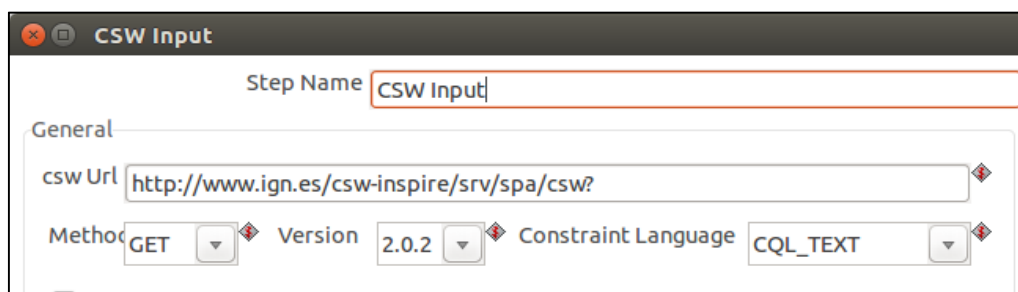 CSW Input
Step Name CSW Input
General
csw Url http://www.ign.es/csw-inspire/srv/spa/csw?
Method GET Version 2.0.2 Constraint Language CQL_TEXT